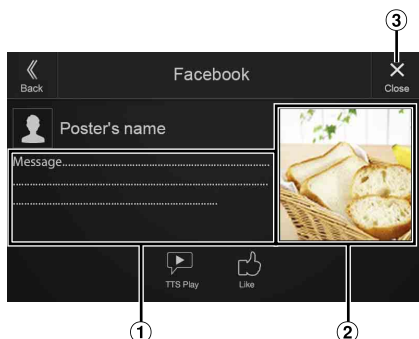 ③
Back
Facebook
Close
Poster's name
Message..................................................................
................................................................................
................................................................
TTS Play
Like
① ②